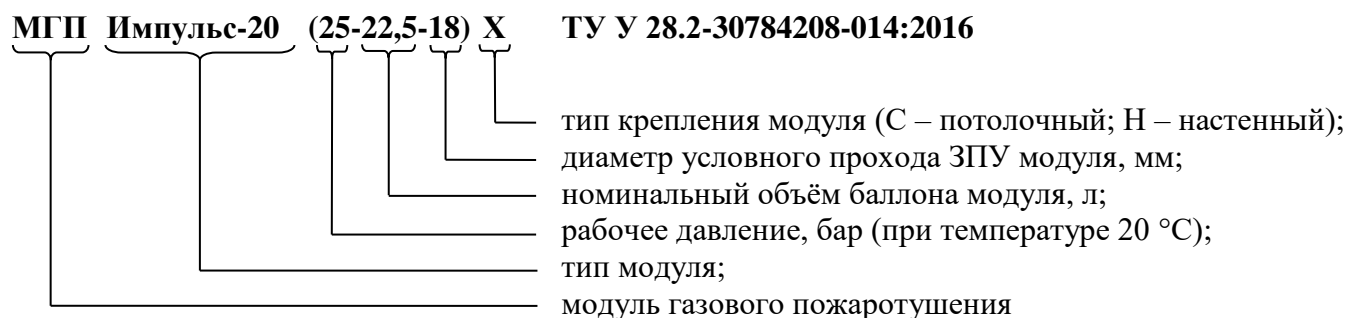 МГП Импульс-20 (25-22,5-18) Х ТУ У 28.2-30784208-014:2016
тип крепления модуля (С – потолочный; Н – настенный);
диаметр условного прохода ЗПУ модуля, мм;
номинальный объём баллона модуля, л;
рабочее давление, бар (при температуре 20 °С);
тип модуля;
модуль газового пожаротушения